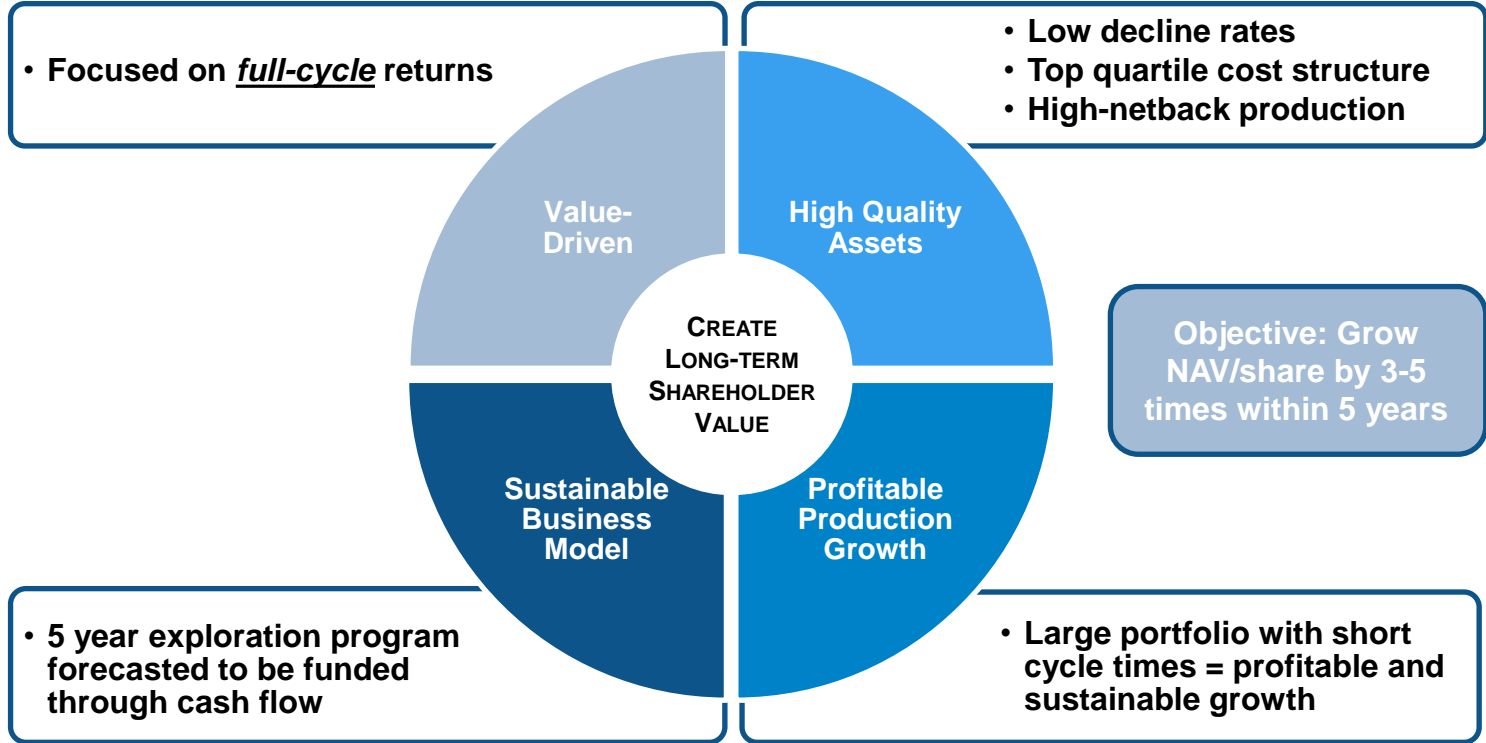 • Focused on full-cycle returns
• Low decline rates
• Top quartile cost structure
• High-netback production
Value-
Driven
High Quality
Assets
CREATE
LONG-TERM
SHAREHOLDER
VALUE
Objective: Grow
NAV/share by 3-5
times within 5 years
Sustainable
Business
Model
Profitable
Production
Growth
• 5 year exploration program
forecasted to be funded
through cash flow
• Large portfolio with short
cycle times = profitable and
sustainable growth